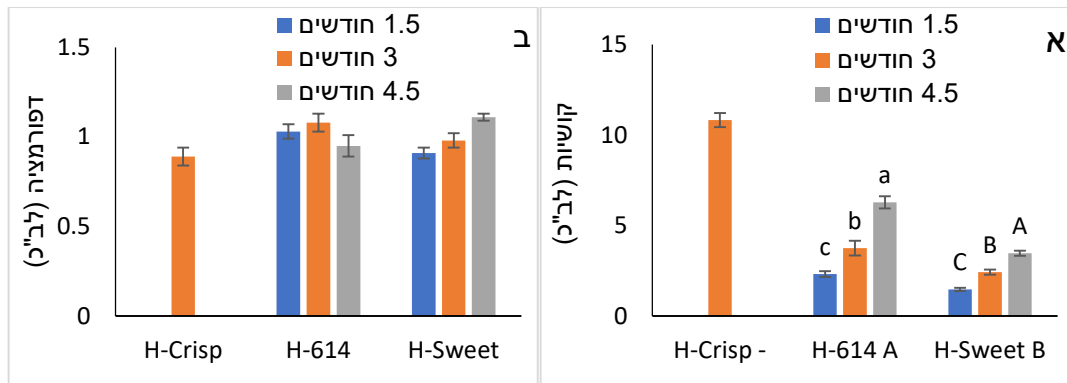 א
קושיות (לב"כ)
1.5 חודשים
3 חודשים
4.5 חודשים
15
10
5
0
c
b
a
C
B
A
H-Crisp -
H-614 A
H-Sweet B
ב
דפורמציה (לב"כ)
1.5 חודשים
3 חודשים
4.5 חודשים
1.5
1
0.5
0
H-Crisp
H-614
H-Sweet